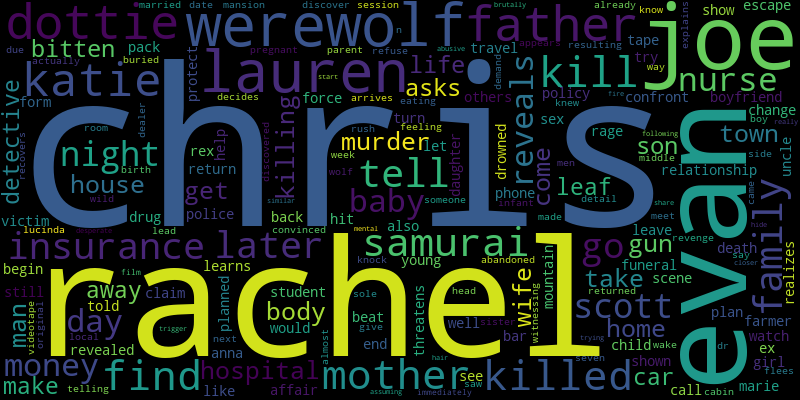 married date mansion discover session already brutally
dottie werewolf father joe
bitten pack due actually buried parent refuse n abusive appears resulting know show escape explains
katie lauren life asks tape travel demand try way
protect others kill nurse
detective form decides arrives eating policy knew confront boyfriend
chris
room dealer force turn feeling rush murder drowned reveals sex rage son town change boy really
night killing discovered let phone come following middle side
recovers rex help week daughter relationship uncle
house birth return wolf someone tell men fire
wild get infant made leaf share meet evan family
victim drug police back hit also baby similar detail leave revenge
lucinda desperate lead convinced mental samurai gun death say hide came
insurance later knock abandoned go funeral closer
begin away learns young witnessing mountain take scene dr realizes
still claim student sole head wife returned plan farmer
man videotape original told planned body threatens scott home watch
rachel
day film would beat give well sister bar child wake
local revealed trigger next anna end almost hair see saw seven shown trying ex girl flees
money find hospital mother killed car call cabin
make telling like affair assuming immediately start marie